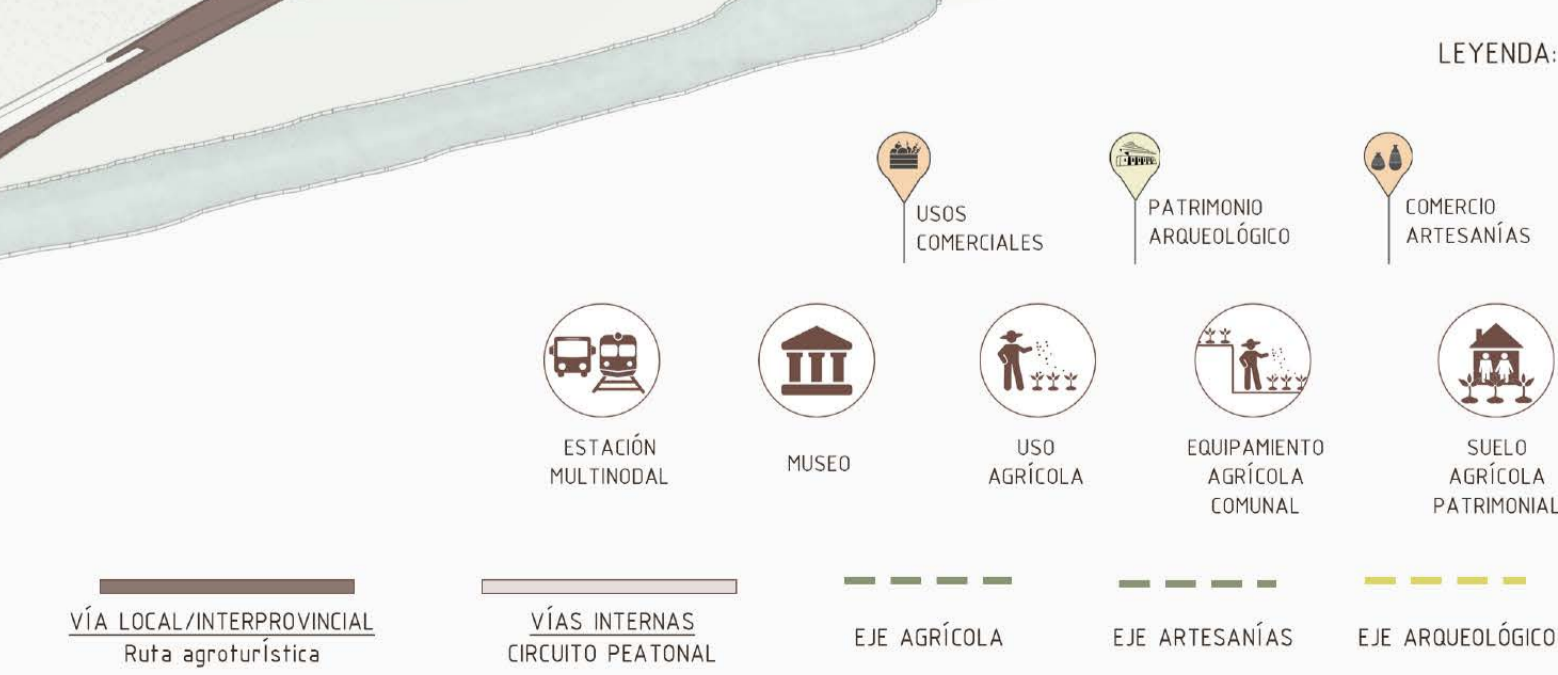 LEYENDA:
USOS
COMERCIALES
PATRIMONIO
ARQUEOLÓGICO
COMERCIO
ARTESANÍAS
ESTACIÓN
MULTINODAL
MUSEO
USO
AGRÍCOLA
EQUIPAMIENTO
AGRÍCOLA
COMUNAL
SUELO
AGRÍCOLA
PATRIMONIAL
VÍA LOCAL/INTERPROVINCIAL
Ruta agroturística
VÍAS INTERNAS
CIRCUITO PEATONAL
EJE AGRÍCOLA
EJE ARTESANÍAS
EJE ARQUEOLÓGICO